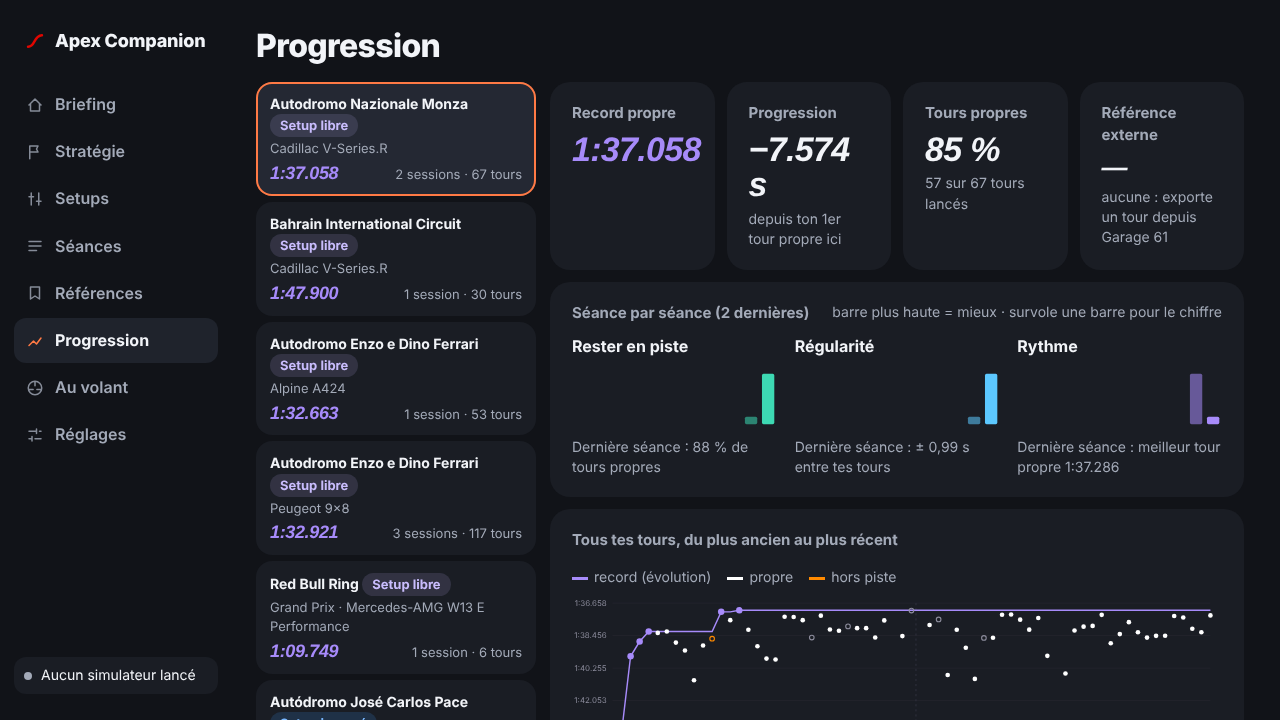 Apex Companion
Briefing
Stratégie
Setups
Séances
Références
Progression
Au volant
Réglages
Aucun simulateur lancé
Progression
Autodromo Nazionale Monza
Setup libre
Cadillac V-Series.R
1:37.058
2 sessions · 67 tours
Bahrain International Circuit
Setup libre
Cadillac V-Series.R
1:47.900
1 session · 30 tours
Autodromo Enzo e Dino Ferrari
Setup libre
Alpine A424
1:32.663
1 session · 53 tours
Autodromo Enzo e Dino Ferrari
Setup libre
Peugeot 9×8
1:32.921
3 sessions · 117 tours
Red Bull Ring Setup libre
Grand Prix · Mercedes-AMG W13 E
Performance
1:09.749
1 session · 6 tours
Autódromo José Carlos Pace
Record propre
1:37.058
Progression
−7.574
s
depuis ton 1er
tour propre ici
Tours propres
85 %
57 sur 67 tours
lancés
Référence
externe
—
aucune : exporte
un tour depuis
Garage 61
Séance par séance (2 dernières)
barre plus haute = mieux · survole une barre pour le chiffre
Rester en piste
Dernière séance : 88 % de
tours propres
Régularité
Dernière séance : ± 0,99 s
entre tes tours
Rythme
Dernière séance : meilleur tour
propre 1:37.286
Tous tes tours, du plus ancien au plus récent
record (évolution)
propre
hors piste
1:36.658
1:38.456
1:40.255
1:42.053